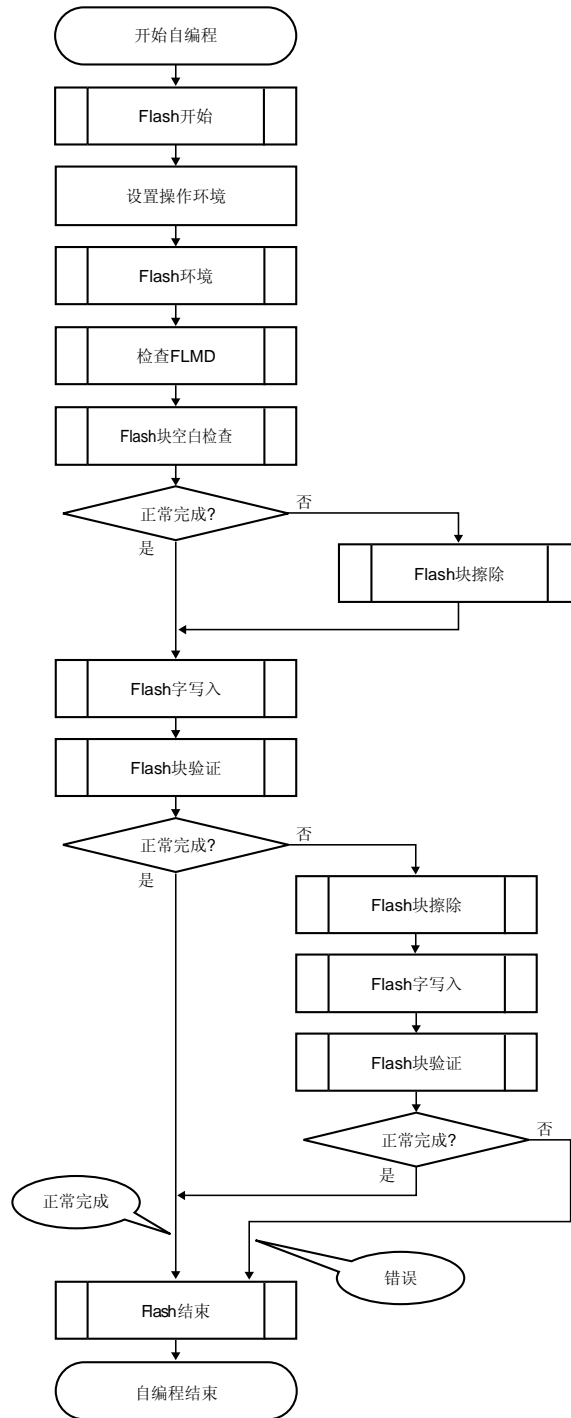 开始自编程
Flash开始
设置操作环境
Flash环境
检查FLMD
Flash块空白检查
正常完成?
否
是
Flash块擦除
Flash字写入
Flash块验证
正常完成?
否
是
Flash块擦除
Flash字写入
Flash块验证
正常完成?
否
是
正常完成
错误
Flash结束
自编程结束